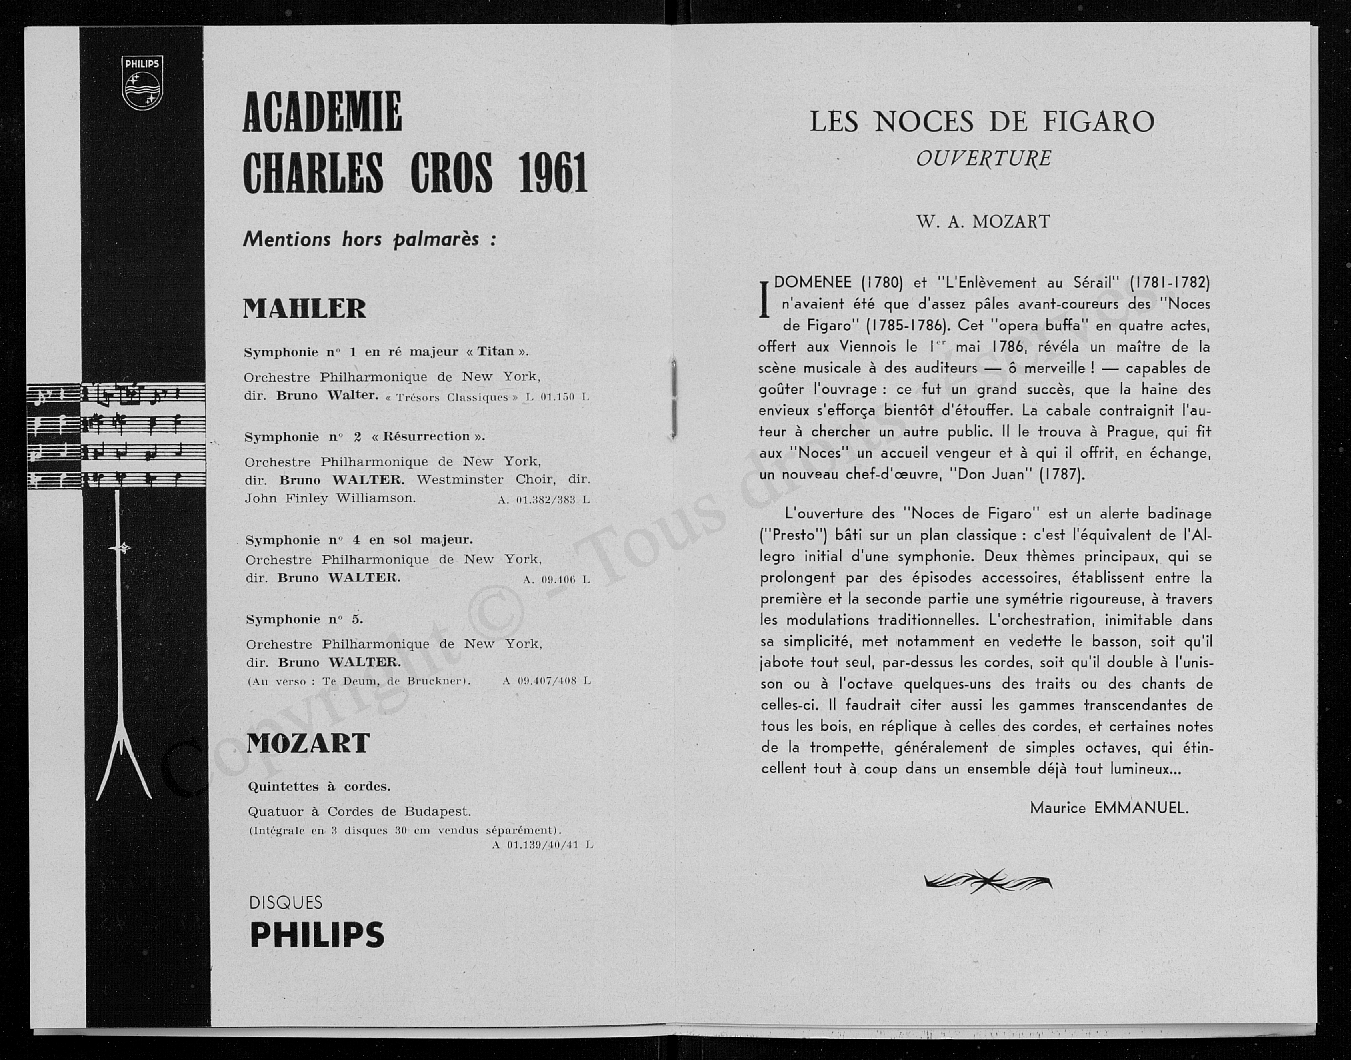 PHILIPS
ACADEMIE
CHARLES CROS 1961
Mentions hors palmarès :
MAHLER
Symphonie n° 1 en ré majeur « Titan ».
Orchestre Philharmonique de New York,
dir. Bruno Walter. « Trésors Classiques » L 01.150 L
Symphonie n° 2 « Résurrection ».
Orchestre Philharmonique de New York,
dir. Bruno WALTER. Westminster Choir, dir.
John Finley Williamson. A. 01.382/383 L
Symphonie n° 4 en sol majeur.
Orchestre Philharmonique de New York,
dir. Bruno WALTER. A. 09.406 L
Symphonie n° 5.
Orchestre Philharmonique de New York,
dir. Bruno WALTER.
(Au verso : Te Deum, de Bruckner). A 09.407/408 L
MOZART
Quintettes à cordes.
Quatuor à Cordes de Budapest.
(Intégrale en 3 disques 30 cm vendus séparément).
A 01.139/40/41 L
DISQUES
PHILIPS
LES NOCES DE FIGARO
OUVERTURE
W. A. MOZART
IDOMENEE (1780) et "L'Enlèvement au Sérail" (1781-1782)
n'avaient été que d'assez pâles avant-coureurs des "Noces
de Figaro" (1785-1786). Cet "opera buffa" en quatre actes,
offert aux Viennois le 1er mai 1786, révéla un maître de la
scène musicale à des auditeurs — ô merveille ! — capables de
goûter l'ouvrage : ce fut un grand succès, que la haine des
envieux s'efforça bientôt d'étouffer. La cabale contraignit l'au-
teur à chercher un autre public. Il le trouva à Prague, qui fit
aux "Noces" un accueil vengeur et à qui il offrit, en échange,
un nouveau chef-d'œuvre, "Don Juan" (1787).
L'ouverture des "Noces de Figaro" est un alerte badinage
("Presto") bâti sur un plan classique : c'est l'équivalent de l'Al-
legro initial d'une symphonie. Deux thèmes principaux, qui se
prolongent par des épisodes accessoires, établissent entre la
première et la seconde partie une symétrie rigoureuse, à travers
les modulations traditionnelles. L'orchestration, inimitable dans
sa simplicité, met notamment en vedette le basson, soit qu'il
jabote tout seul, par-dessus les cordes, soit qu'il double à l'unis-
son ou à l'octave quelques-uns des traits ou des chants de
celles-ci. Il faudrait citer aussi les gammes transcendantes de
tous les bois, en réplique à celles des cordes, et certaines notes
de la trompette, généralement de simples octaves, qui étin-
cellent tout à coup dans un ensemble déjà tout lumineux...
Maurice EMMANUEL.
Copyright © - Tous droits réservés.